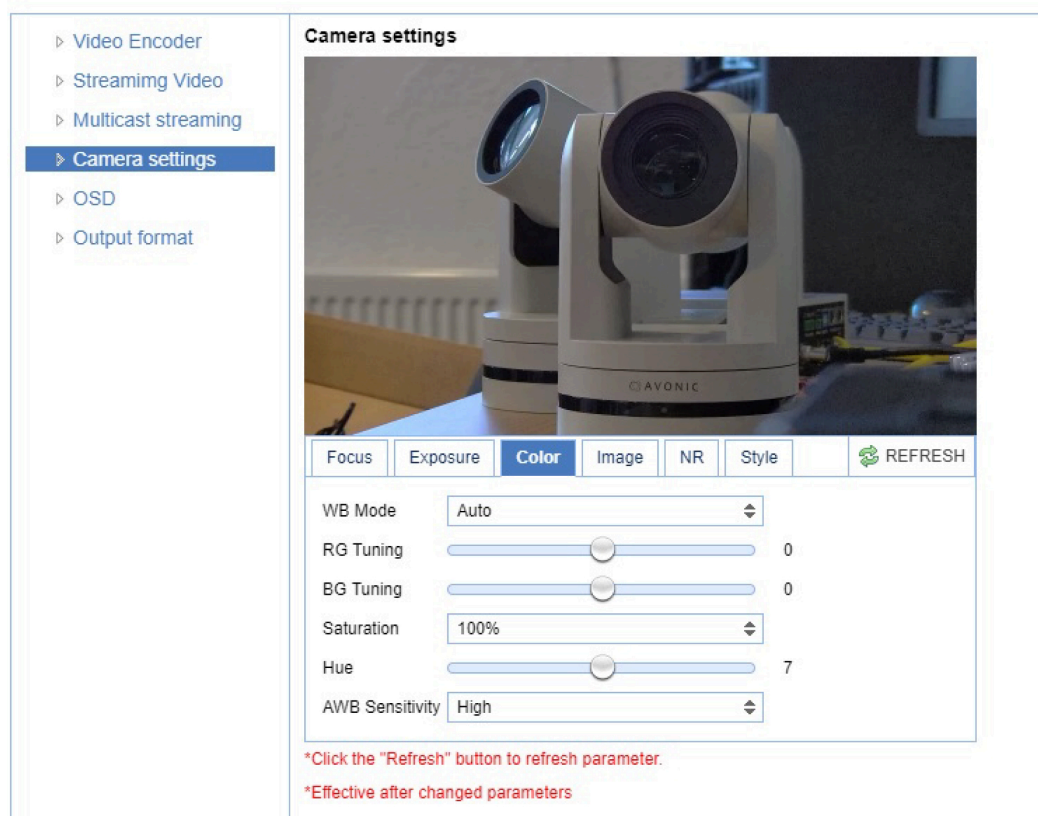 Video Encoder
Streamimg Video
Multicast streaming
Camera settings
OSD
Output format
Camera settings
AVONIC
Focus Exposure Color Image NR Style REFRESH
WB Mode Auto
RG Tuning 0
BG Tuning 0
Saturation 100%
Hue 7
AWB Sensitivity High
*Click the "Refresh" button to refresh parameter.
*Effective after changed parameters